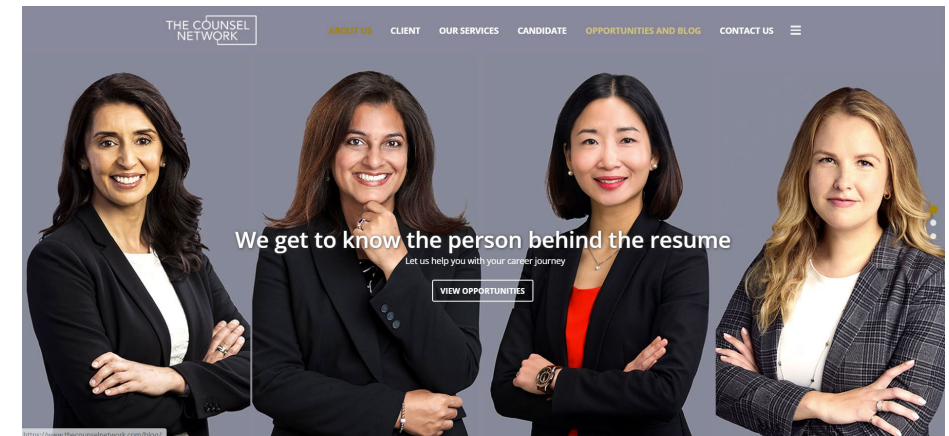 THE COUNSEL
NETWORK
ABOUT US CLIENT OUR SERVICES CANDIDATE OPPORTUNITIES AND BLOG CONTACT US
We get to know the person behind the resume
Let us help you with your career journey
VIEW OPPORTUNITIES
https://www.thecounselnetwork.com/blog/